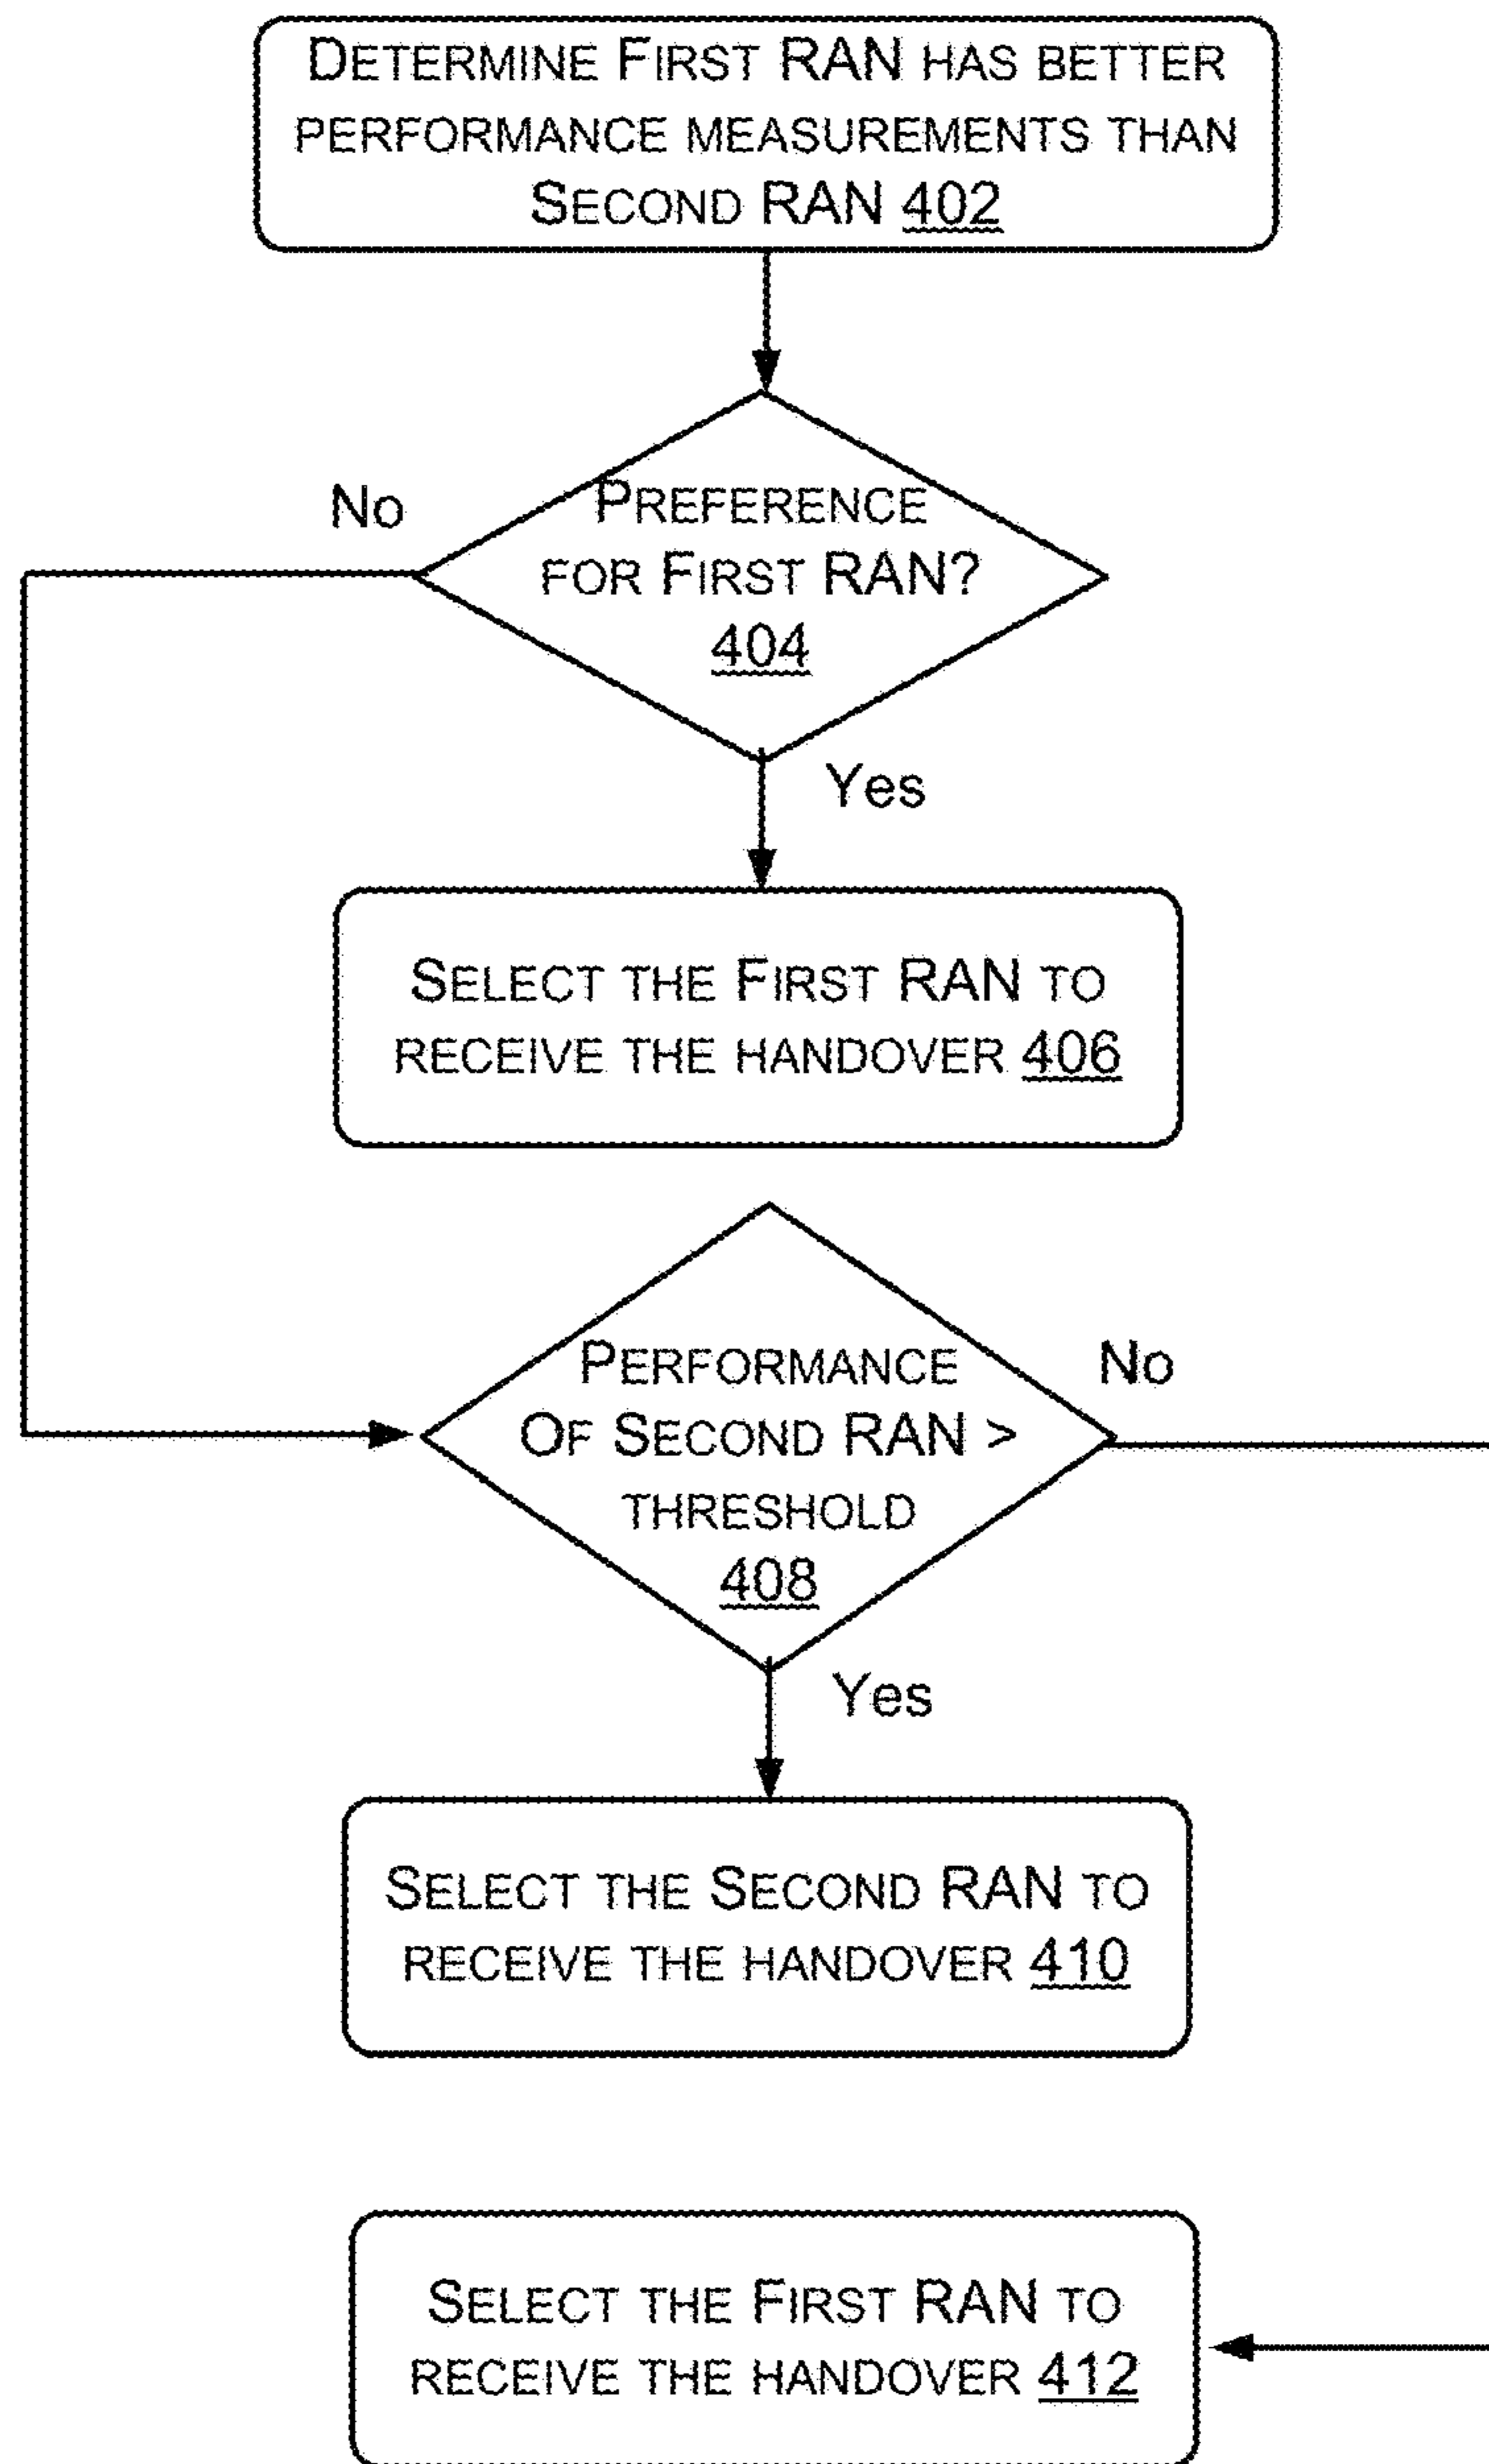 DETERMINE FIRST RAN HAS BETTER
PERFORMANCE MEASUREMENTS THAN
SECOND RAN 402
No
PREFERENCE
FOR FIRST RAN?
404
Yes
SELECT THE FIRST RAN TO
RECEIVE THE HANDOVER 406
PERFORMANCE
OF SECOND RAN >
THRESHOLD
408
No
Yes
SELECT THE SECOND RAN TO
RECEIVE THE HANDOVER 410
SELECT THE FIRST RAN TO
RECEIVE THE HANDOVER 412